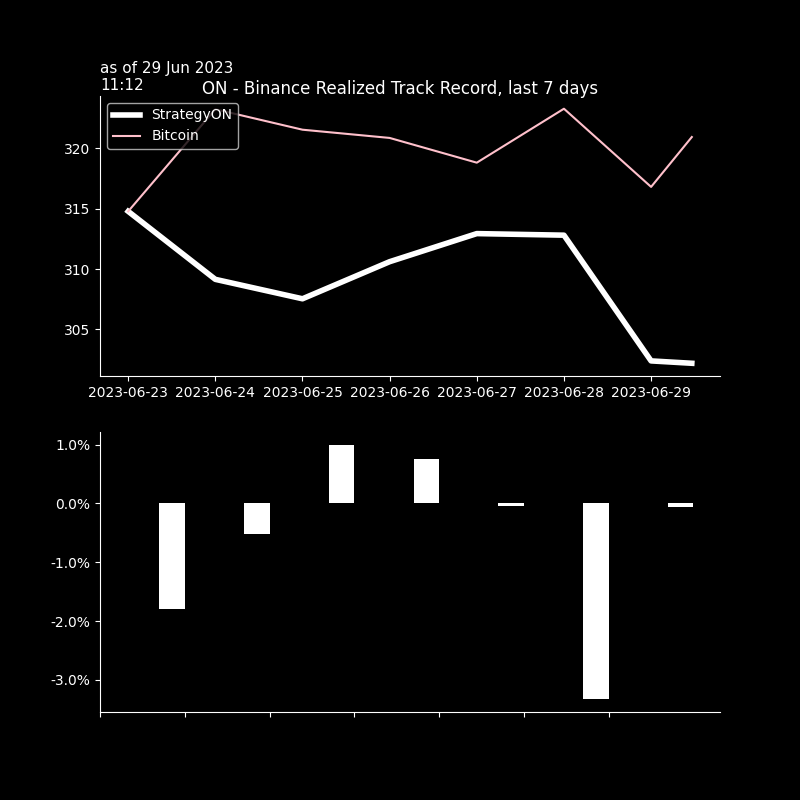 as of 29 Jun 2023
11:12
ON - Binance Realized Track Record, last 7 days
StrategyON
Bitcoin
320
315
310
305
2023-06-23 2023-06-24 2023-06-25 2023-06-26 2023-06-27 2023-06-28 2023-06-29
1.0%
0.0%
-1.0%
-2.0%
-3.0%